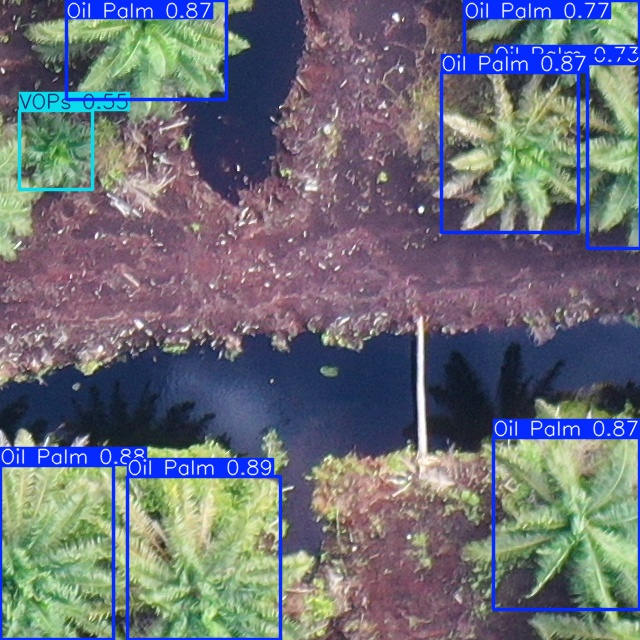 Oil Palm 0.87
Oil Palm 0.77
Oil Palm 0.73
Oil Palm 0.87
VOPs 0.55
Oil Palm 0.87
Oil Palm 0.88
Oil Palm 0.89